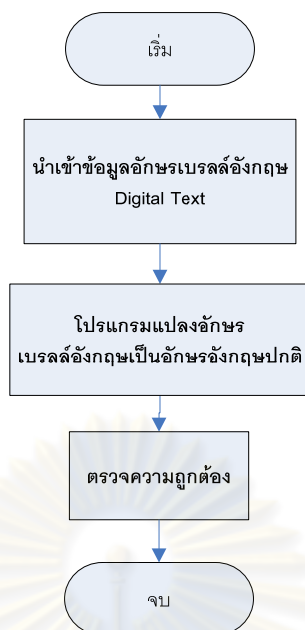 เริ่ม
นำเข้าข้อมูลอักษรเบรลล์อังกฤษ
Digital Text
โปรแกรมแปลงอักษร
เบรลล์อังกฤษเป็นอักษรอังกฤษปกติ
ตรวจความถูกต้อง
จบ